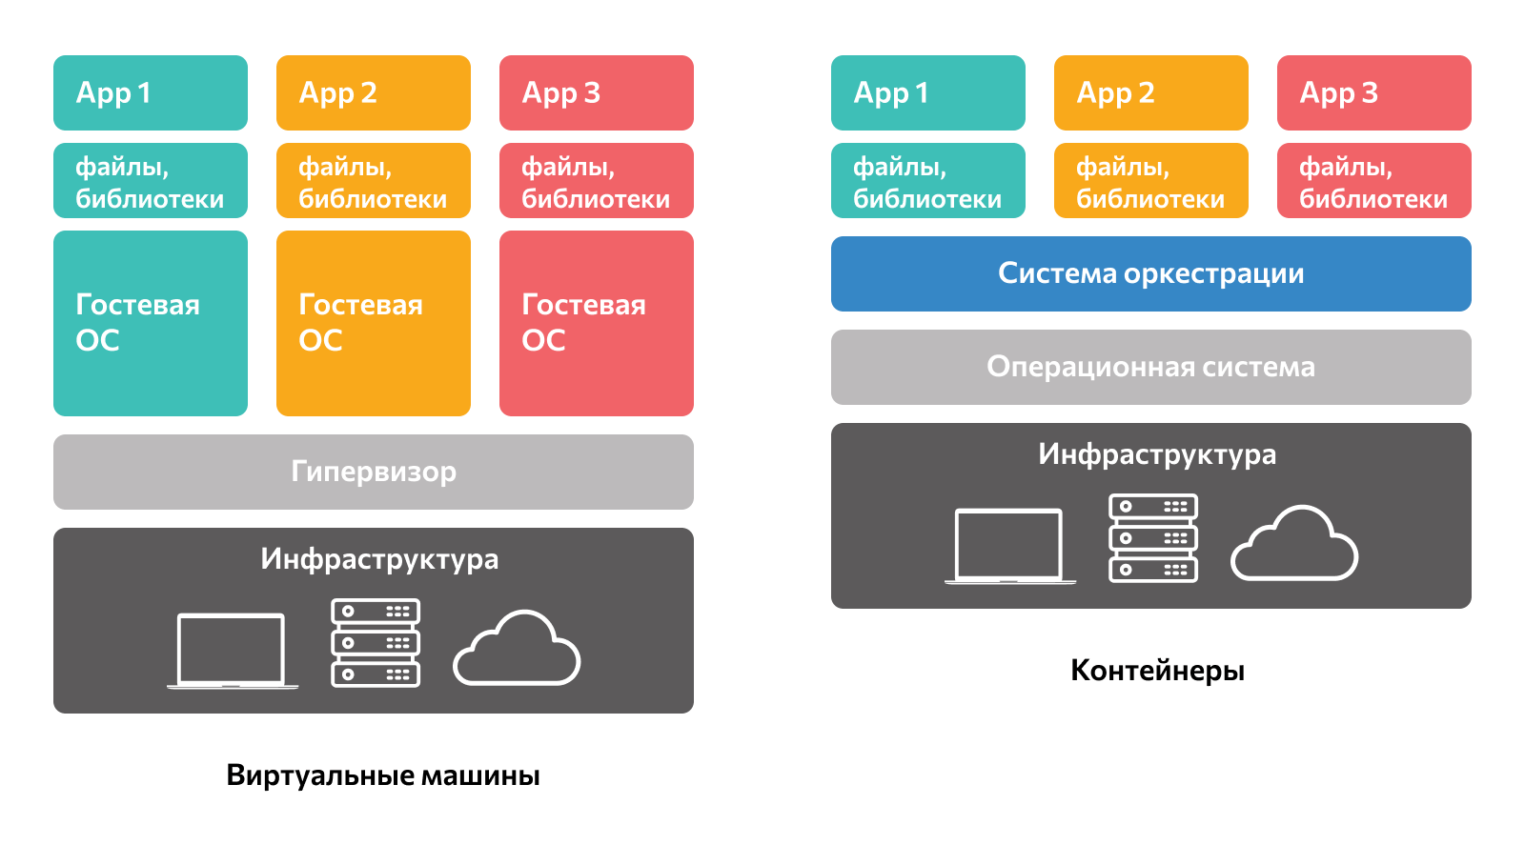 App 1
App 2
App 3
файлы,
библиотеки
файлы,
библиотеки
файлы,
библиотеки
Гостевая
ОС
Гостевая
ОС
Гостевая
ОС
Гипервизор
Инфраструктура
Виртуальные машины
App 1
App 2
App 3
файлы,
библиотеки
файлы,
библиотеки
файлы,
библиотеки
Система оркестрации
Операционная система
Инфраструктура
Контейнеры